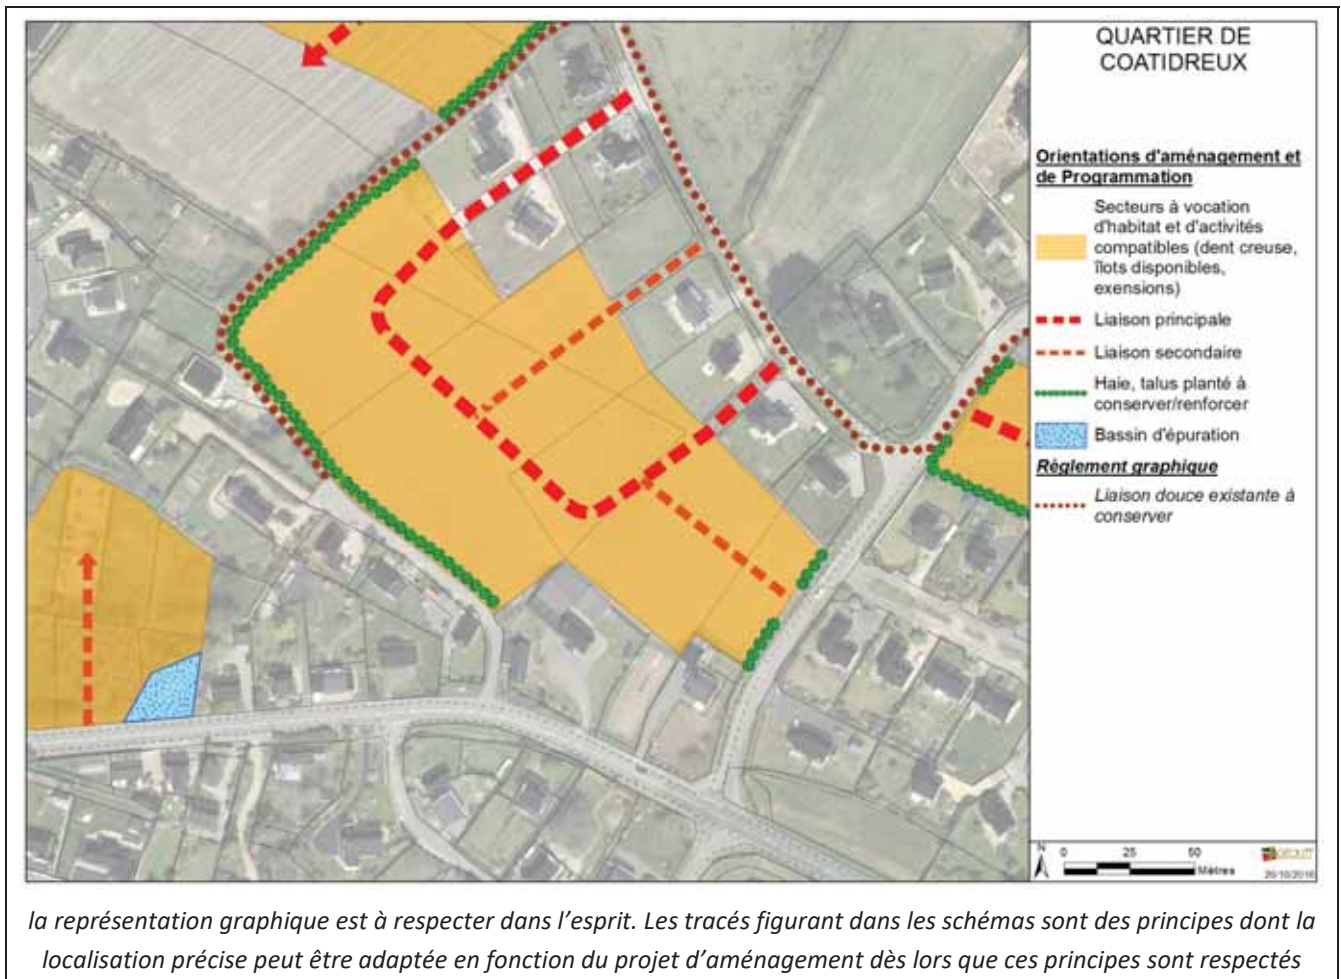 QUARTIER DE
COATIDREUX
Orientations d'aménagement et
de Programmation
Secteurs à vocation
d'habitat et d'activités
compatibles (dent creuse,
îlots disponibles,
exensions)
Liaison principale
Liaison secondaire
Haie, talus planté à
conserver/renforcer
Bassin d'épuration
Règlement graphique
Liaison douce existante à
conserver
N
0 25 50
Mètres
26/10/2016
la représentation graphique est à respecter dans l'esprit. Les tracés figurant dans les schémas sont des principes dont la
localisation précise peut être adaptée en fonction du projet d'aménagement dès lors que ces principes sont respectés